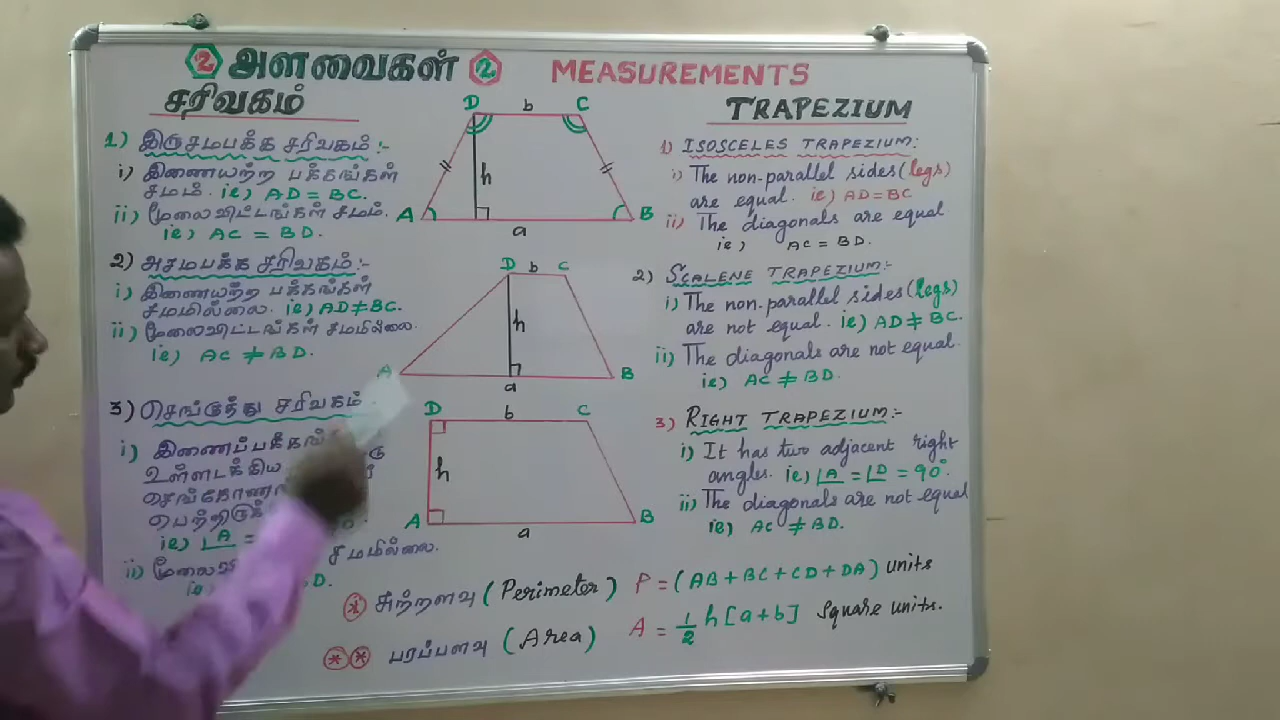 2 அளவைகள் 2 MEASUREMENTS
சரிவகம்
1) இருசமபக்க சரிவகம் :-
i) இணையற்ற பக்கங்கள்
சமம். ie) AD = BC.
ii) மூலைவிட்டங்கள் சமம்.
ie) AC = BD.
2) அசமபக்க சரிவகம் :-
i) இணையற்ற பக்கங்கள்
சமமில்லை. ie) AD ≠ BC.
ii) மூலைவிட்டங்கள் சமமில்லை.
ie) AC ≠ BD.
3) செங்குத்து சரிவகம்
i)
உள்ளடக்கிய
ie) ∠A =
ii) சமமில்லை.
D b C
h
A B
a
D b C
h
A B
a
D b C
h
A B
a
TRAPEZIUM
1) ISOSCELES TRAPEZIUM:
i) The non-parallel sides (legs)
are equal. ie) AD = BC
ii) The diagonals are equal
ie) AC = BD.
2) SCALENE TRAPEZIUM:-
i) The non-parallel sides (legs)
are not equal. ie) AD ≠ BC.
ii) The diagonals are not equal.
ie) AC ≠ BD.
3) RIGHT TRAPEZIUM:-
i) It has two adjacent right
angles. ie) ∠A = ∠D = 90°.
ii) The diagonals are not equal
ie) AC ≠ BD.
* சுற்றளவு (Perimeter) P = (AB + BC + CD + DA) units
** பரப்பளவு (Area) A = 1/2 h [a+b] square units.